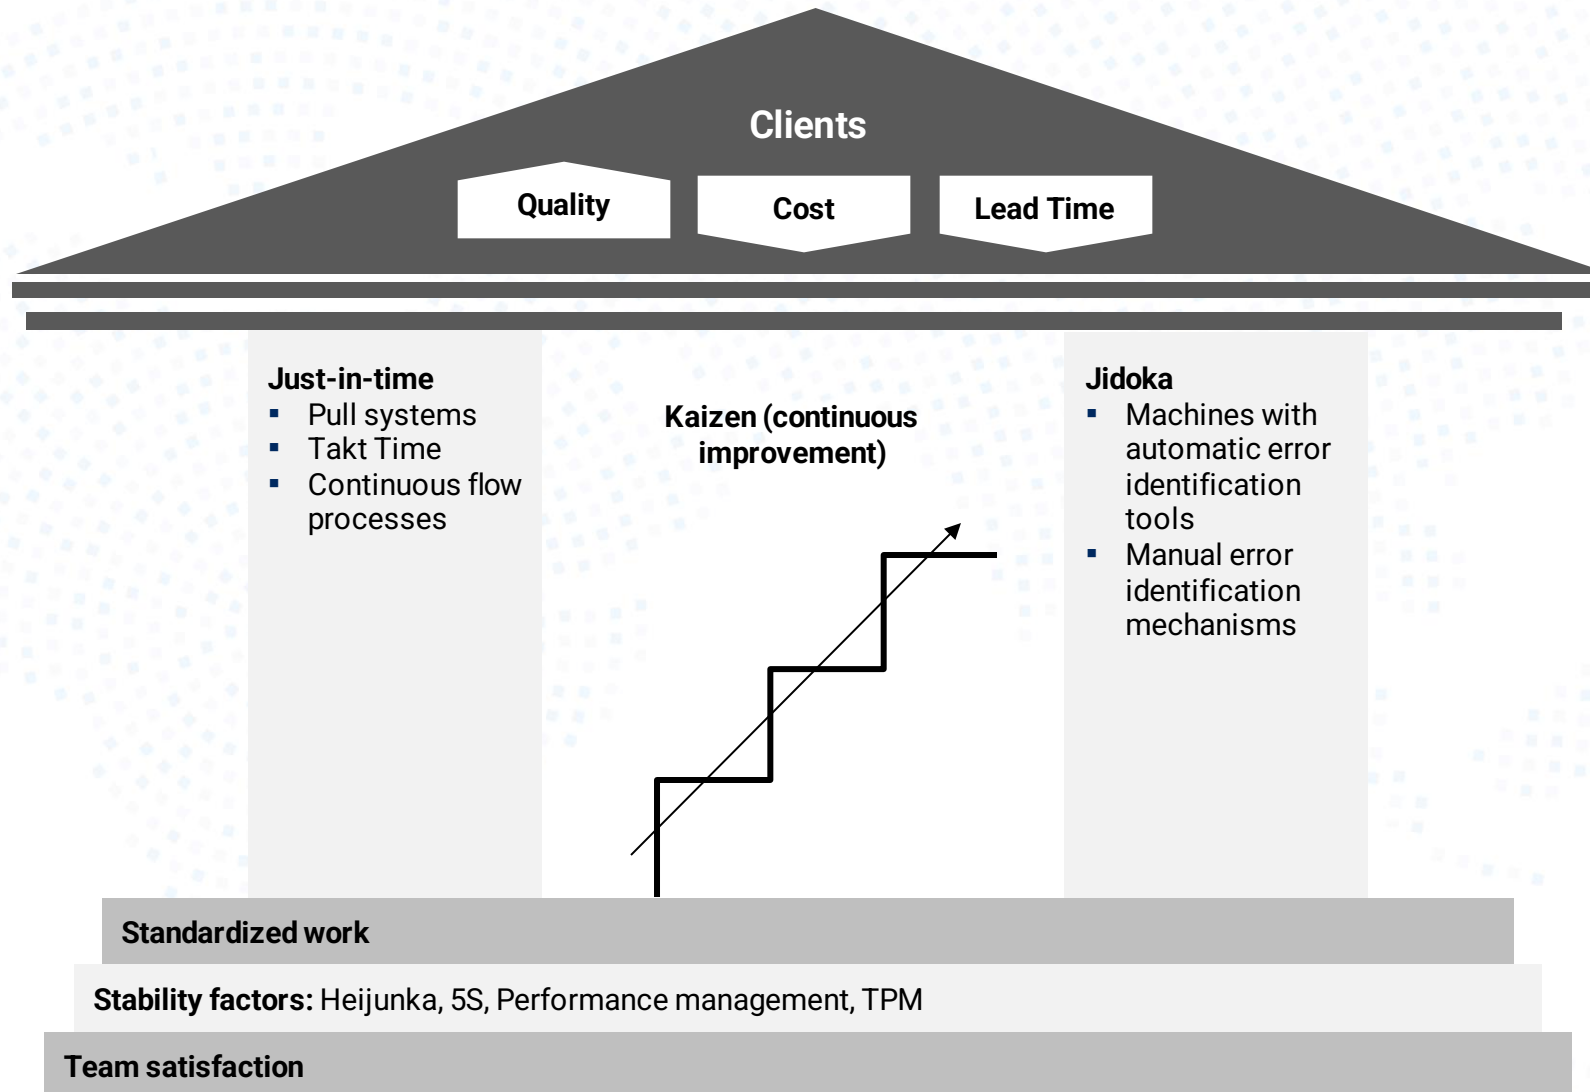 Clients
Quality
Cost
Lead Time
Just-in-time
▪ Pull systems
▪ Takt Time
▪ Continuous flow
processes
Kaizen (continuous
improvement)
Jidoka
▪ Machines with
automatic error
identification
tools
▪ Manual error
identification
mechanisms
Standardized work
Stability factors: Heijunka, 5S, Performance management, TPM
Team satisfaction